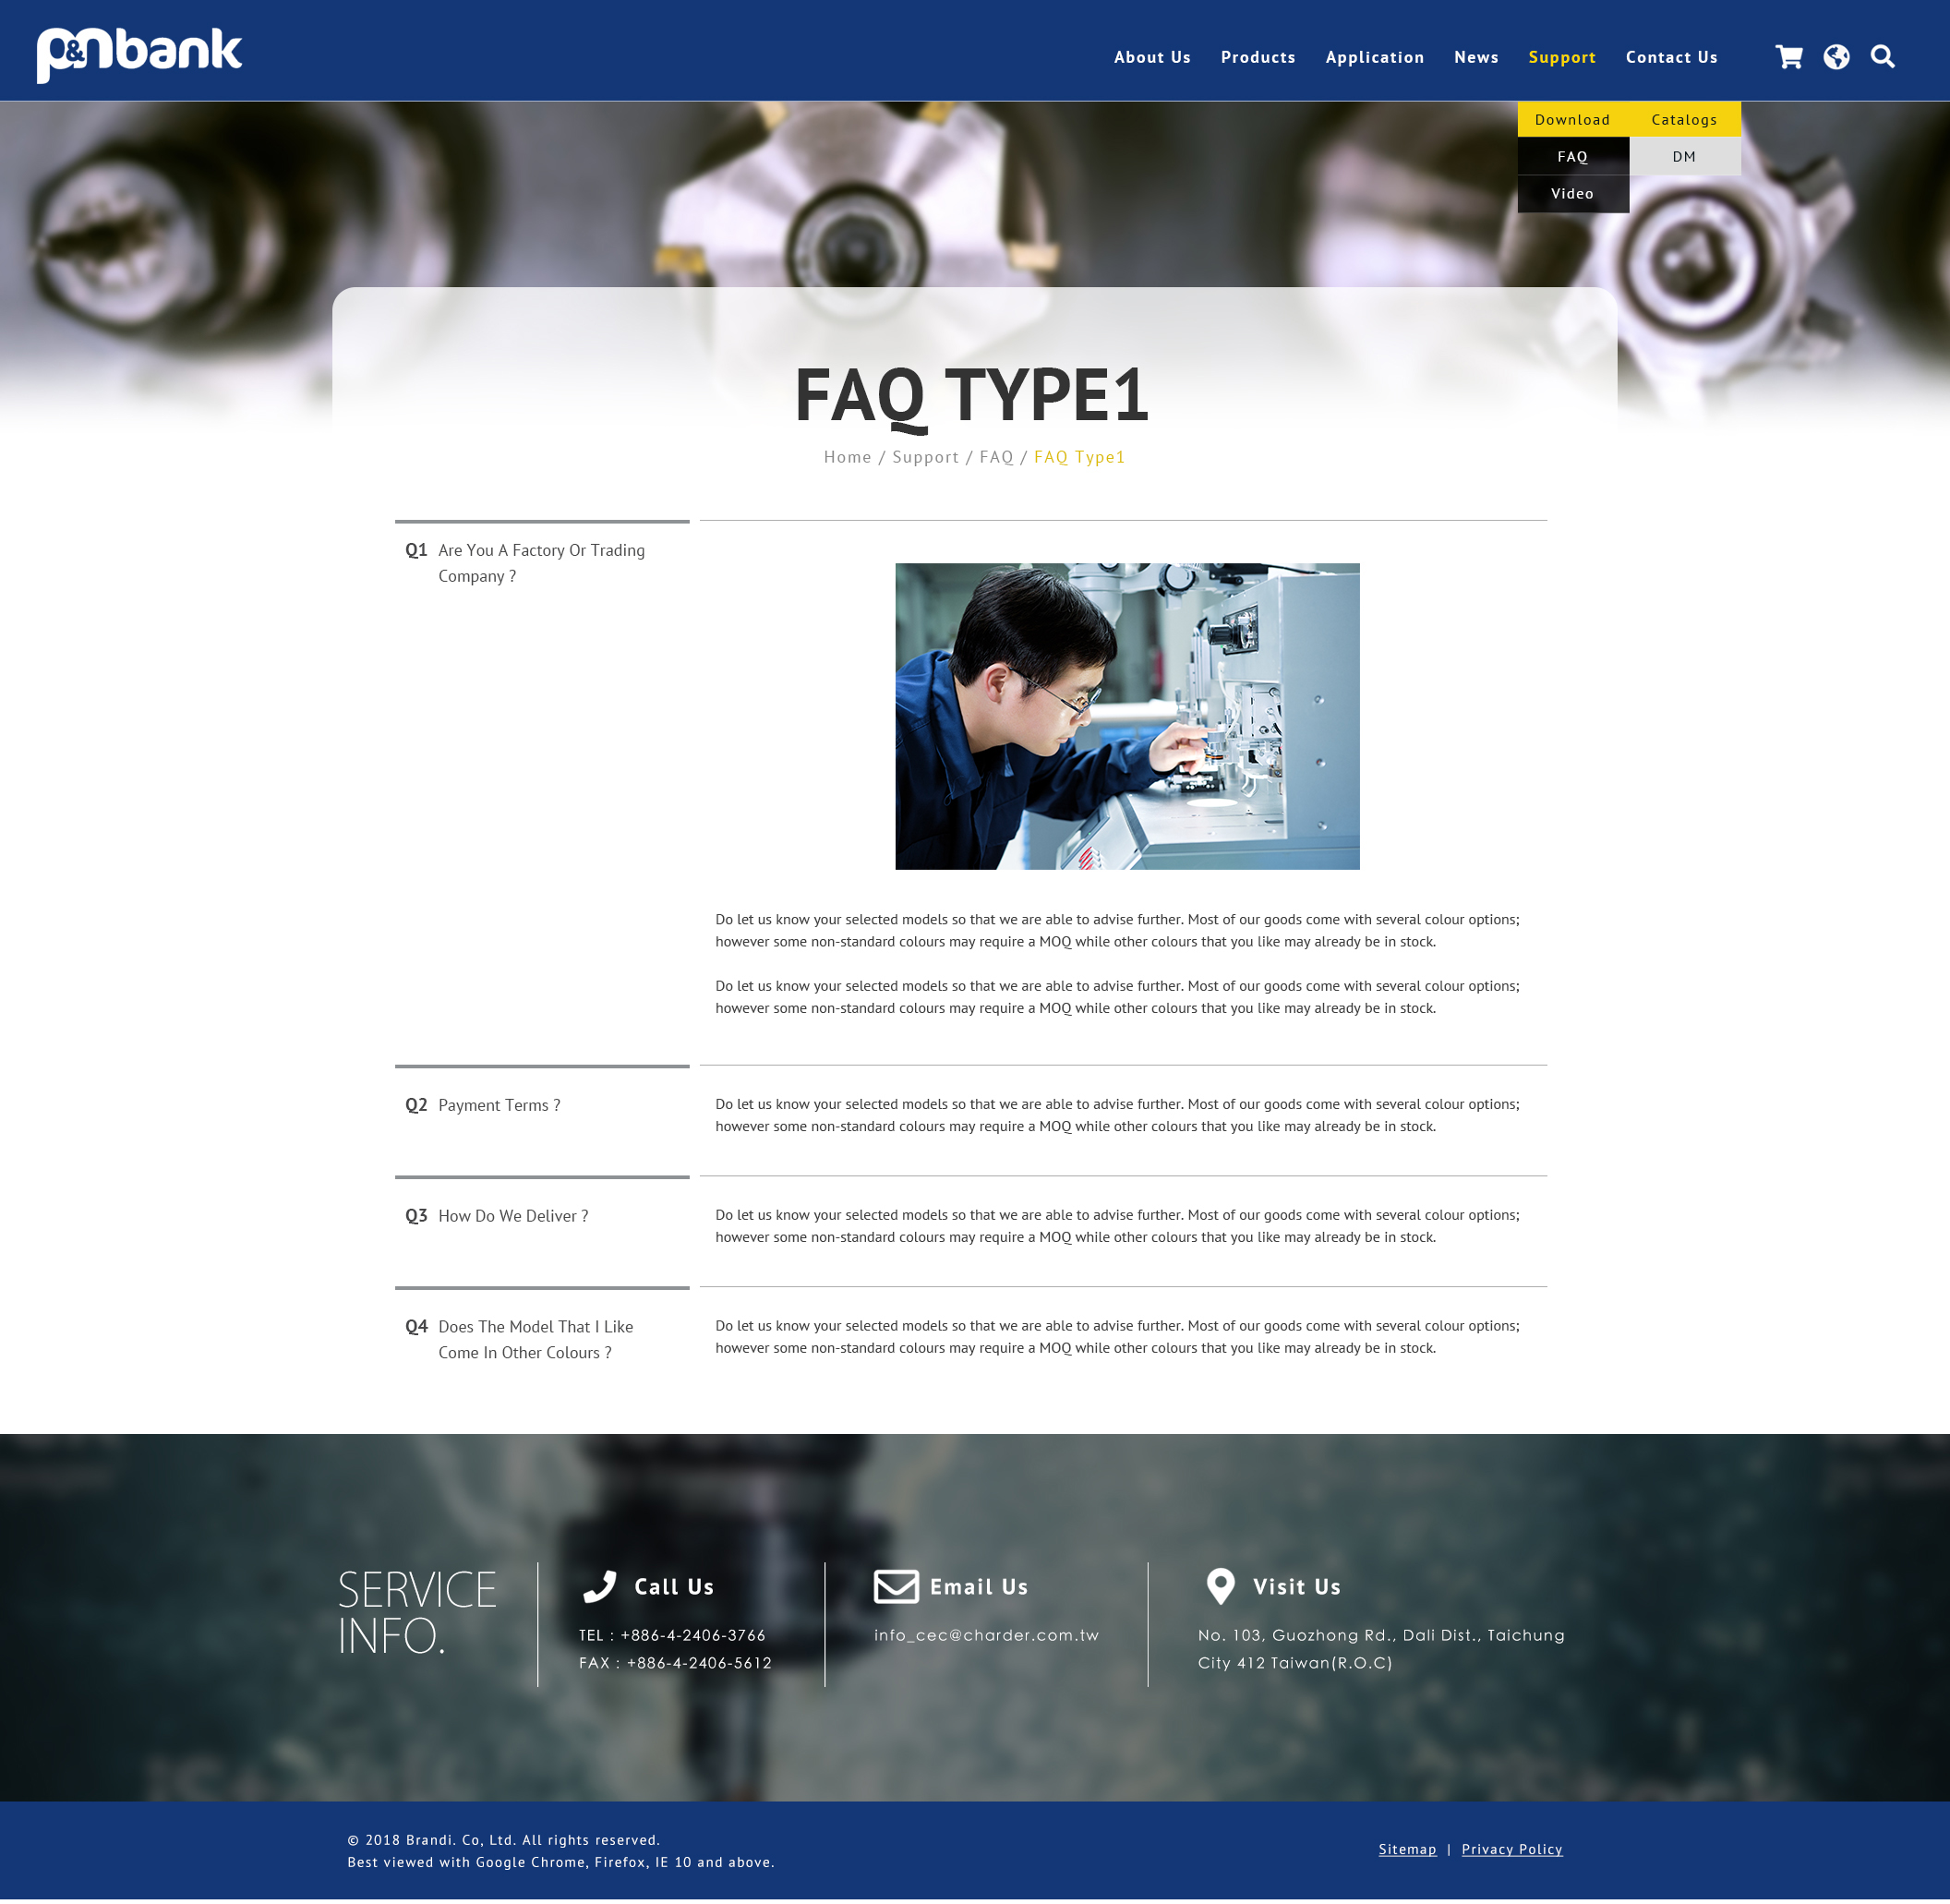 p&nbank
About Us Products Application News Support Contact Us
Download Catalogs
FAQ DM
Video
FAQ TYPE1
Home / Support / FAQ / FAQ Type1
Q1 Are You A Factory Or Trading
Company ?
Do let us know your selected models so that we are able to advise further. Most of our goods come with several colour options;
however some non-standard colours may require a MOQ while other colours that you like may already be in stock.
Do let us know your selected models so that we are able to advise further. Most of our goods come with several colour options;
however some non-standard colours may require a MOQ while other colours that you like may already be in stock.
Q2 Payment Terms ?
Do let us know your selected models so that we are able to advise further. Most of our goods come with several colour options;
however some non-standard colours may require a MOQ while other colours that you like may already be in stock.
Q3 How Do We Deliver ?
Do let us know your selected models so that we are able to advise further. Most of our goods come with several colour options;
however some non-standard colours may require a MOQ while other colours that you like may already be in stock.
Q4 Does The Model That I Like
Come In Other Colours ?
Do let us know your selected models so that we are able to advise further. Most of our goods come with several colour options;
however some non-standard colours may require a MOQ while other colours that you like may already be in stock.
SERVICE
INFO.
Call Us
TEL : +886-4-2406-3766
FAX : +886-4-2406-5612
Email Us
info_cec@charder.com.tw
Visit Us
No. 103, Guozhong Rd., Dali Dist., Taichung
City 412 Taiwan(R.O.C)
© 2018 Brandi. Co, Ltd. All rights reserved.
Best viewed with Google Chrome, Firefox, IE 10 and above.
Sitemap | Privacy Policy